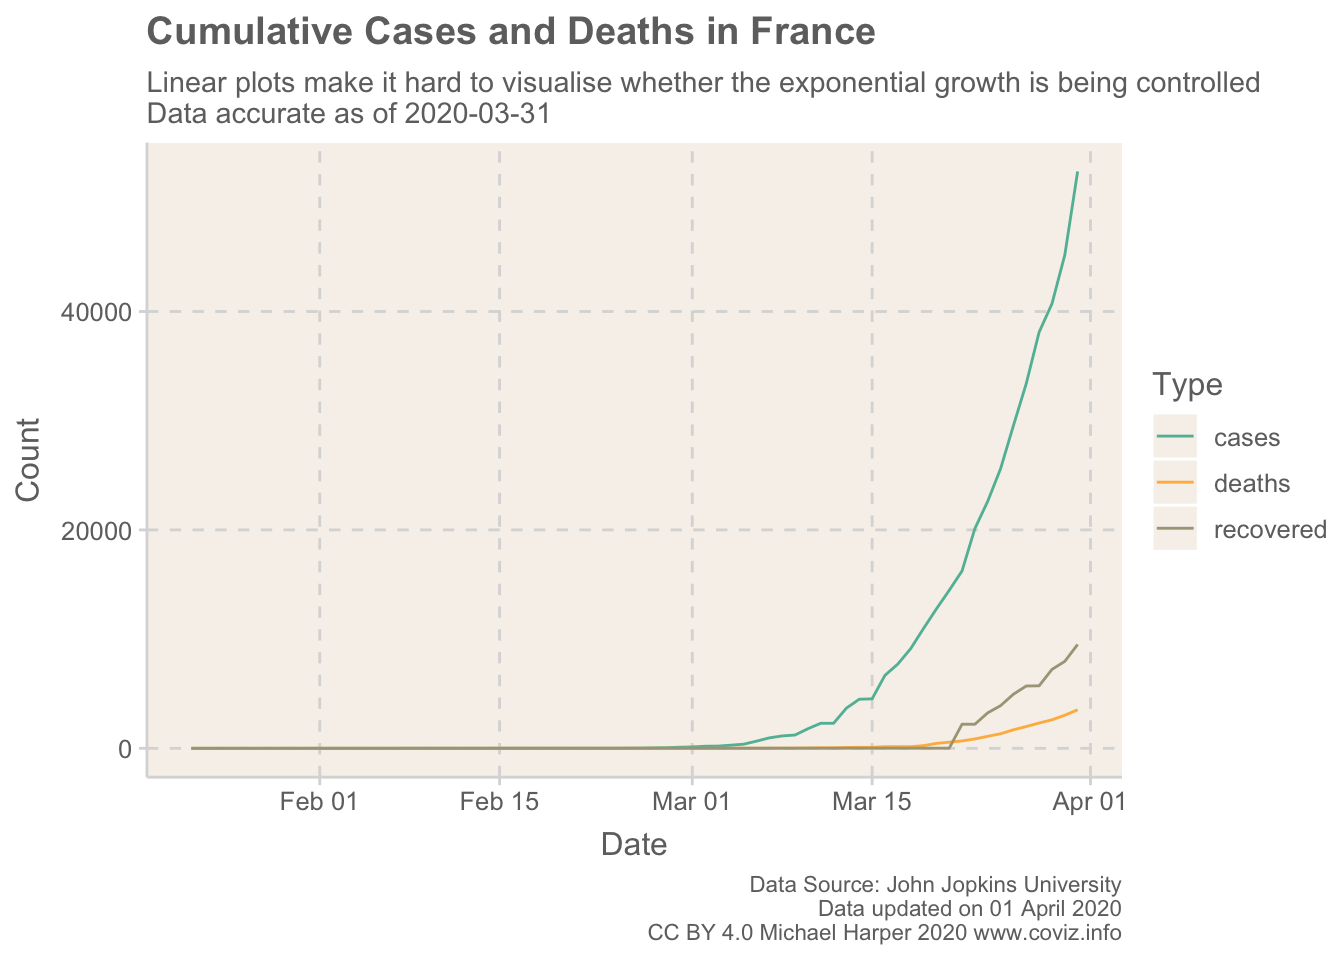 Cumulative Cases and Deaths in France
Linear plots make it hard to visualise whether the exponential growth is being controlled
Data accurate as of 2020-03-31
Count
40000
20000
0
Feb 01
Feb 15
Mar 01
Mar 15
Apr 01
Date
Type
cases
deaths
recovered
Data Source: John Jopkins University
Data updated on 01 April 2020
CC BY 4.0 Michael Harper 2020 www.coviz.info